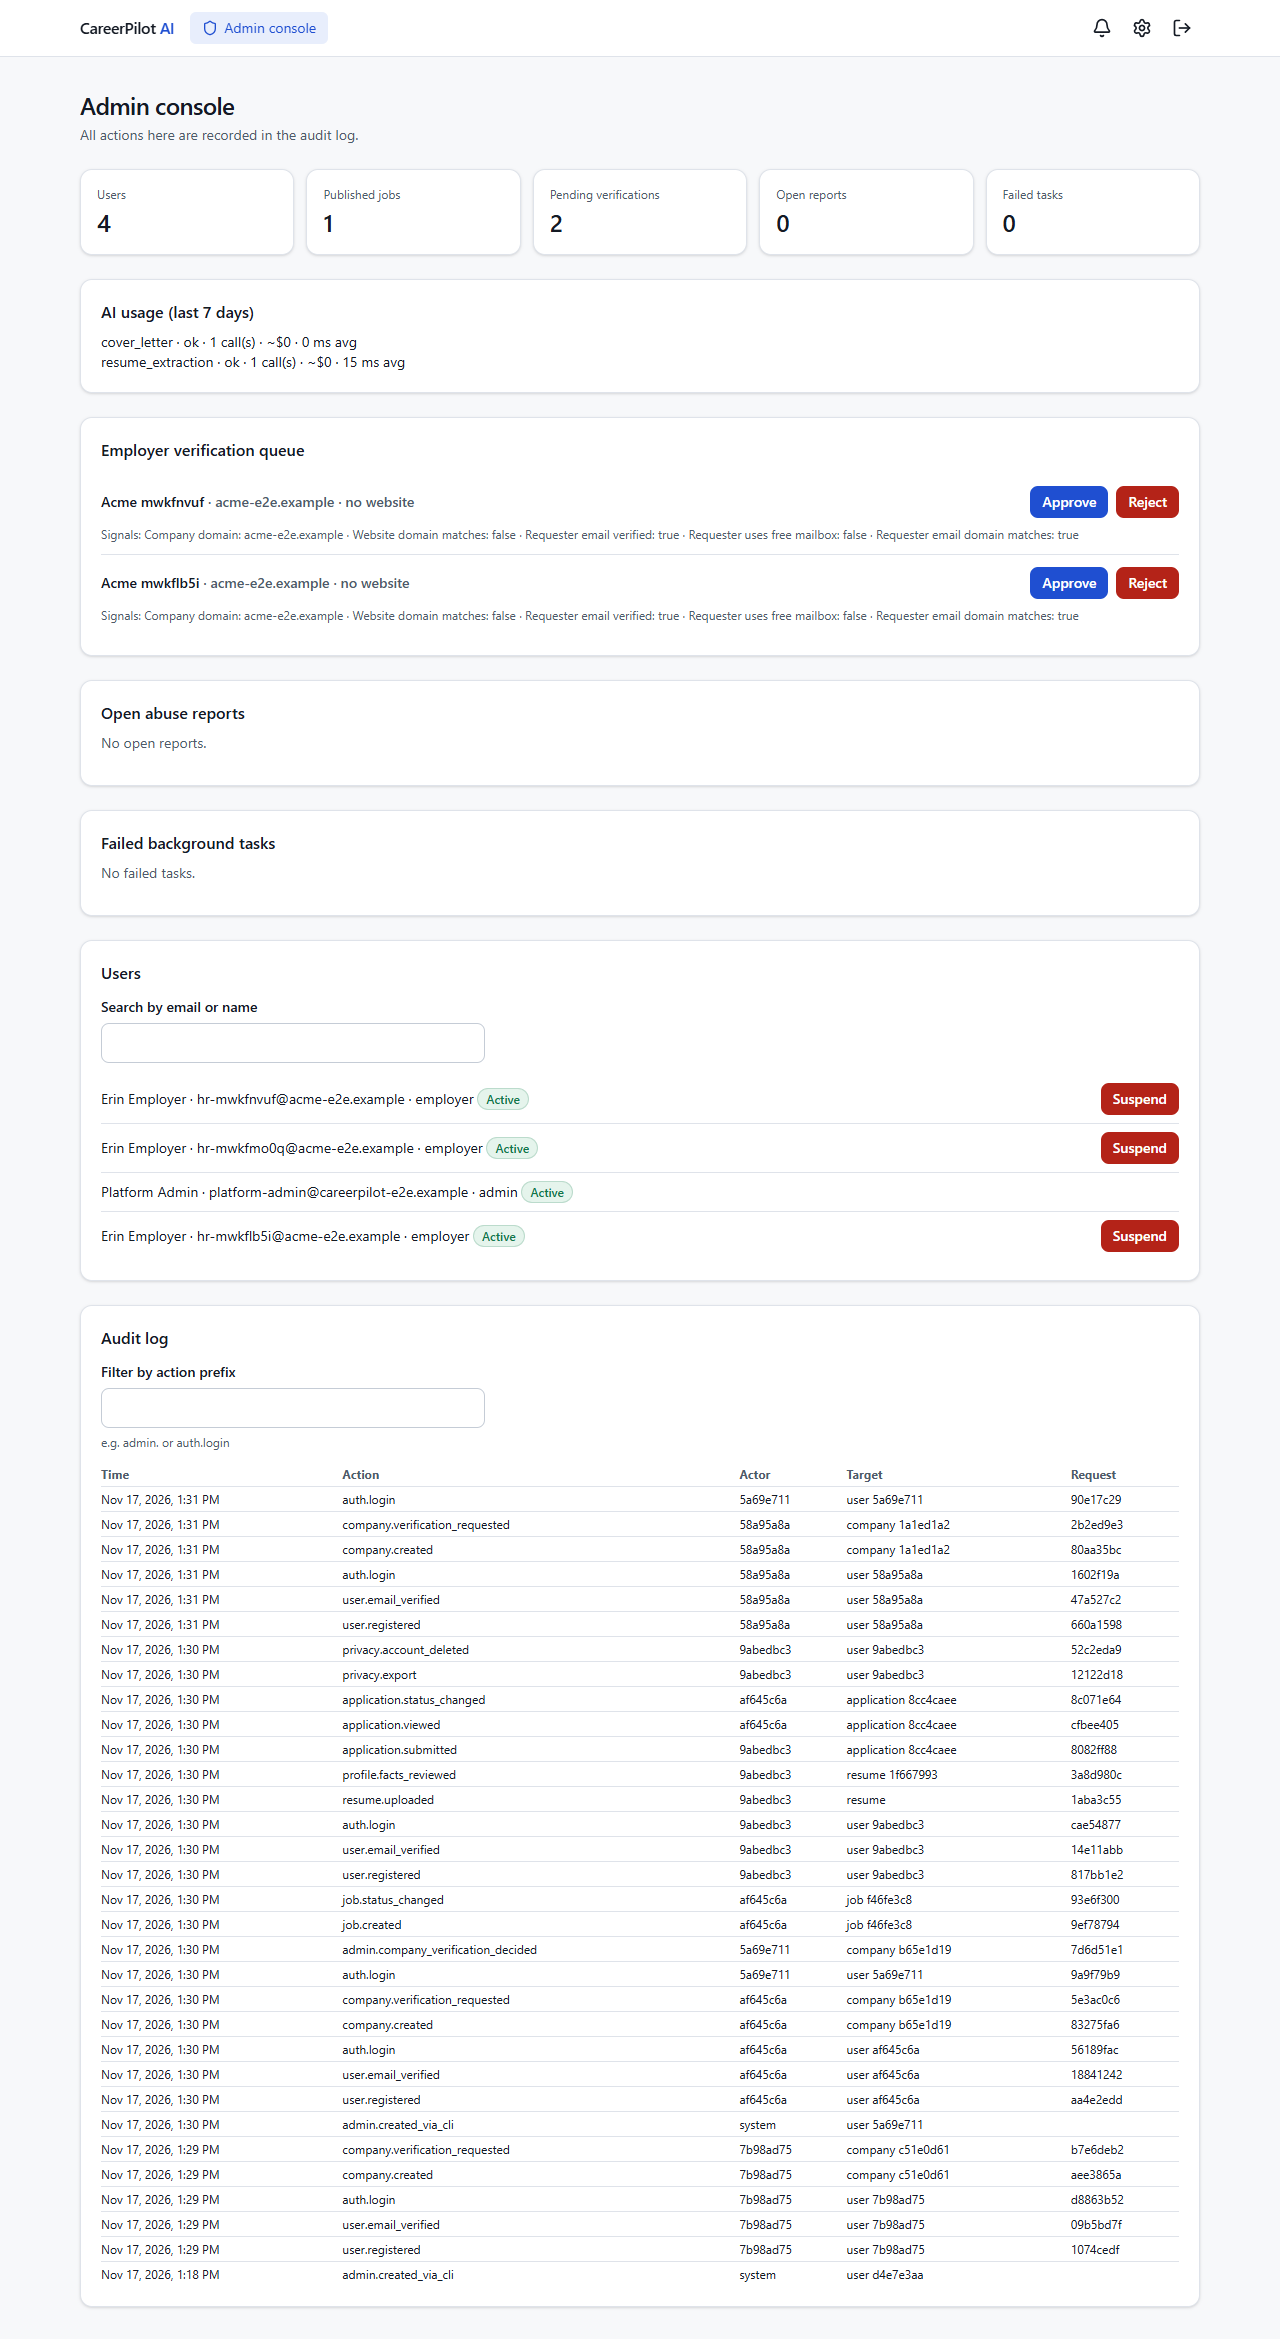 CareerPilot AI Admin console
Admin console
All actions here are recorded in the audit log.
Users Published jobs Pending verifications Open reports Failed tasks
4 1 2 0 0
AI usage (last 7 days)
cover_letter · ok · 1 call(s) · ~$0 · 0 ms avg
resume_extraction · ok · 1 call(s) · ~$0 · 15 ms avg
Employer verification queue
Acme mwkfnvuf · acme-e2e.example · no website Approve Reject
Signals: Company domain: acme-e2e.example · Website domain matches: false · Requester email verified: true · Requester uses free mailbox: false · Requester email domain matches: true
Acme mwkflb5i · acme-e2e.example · no website Approve Reject
Signals: Company domain: acme-e2e.example · Website domain matches: false · Requester email verified: true · Requester uses free mailbox: false · Requester email domain matches: true
Open abuse reports
No open reports.
Failed background tasks
No failed tasks.
Users
Search by email or name
Erin Employer · hr-mwkfnvuf@acme-e2e.example · employer Active Suspend
Erin Employer · hr-mwkfmo0q@acme-e2e.example · employer Active Suspend
Platform Admin · platform-admin@careerpilot-e2e.example · admin Active
Erin Employer · hr-mwkflb5i@acme-e2e.example · employer Active Suspend
Audit log
Filter by action prefix
e.g. admin. or auth.login
Time Action Actor Target Request
Nov 17, 2026, 1:31 PM auth.login 5a69e711 user 5a69e711 90e17c29
Nov 17, 2026, 1:31 PM company.verification_requested 58a95a8a company 1a1ed1a2 2b2ed9e3
Nov 17, 2026, 1:31 PM company.created 58a95a8a company 1a1ed1a2 80aa35bc
Nov 17, 2026, 1:31 PM auth.login 58a95a8a user 58a95a8a 1602f19a
Nov 17, 2026, 1:31 PM user.email_verified 58a95a8a user 58a95a8a 47a527c2
Nov 17, 2026, 1:31 PM user.registered 58a95a8a user 58a95a8a 660a1598
Nov 17, 2026, 1:30 PM privacy.account_deleted 9abedbc3 user 9abedbc3 52c2eda9
Nov 17, 2026, 1:30 PM privacy.export 9abedbc3 user 9abedbc3 12122d18
Nov 17, 2026, 1:30 PM application.status_changed af645c6a application 8cc4caee 8c071e64
Nov 17, 2026, 1:30 PM application.viewed af645c6a application 8cc4caee cfbee405
Nov 17, 2026, 1:30 PM application.submitted 9abedbc3 application 8cc4caee 8082ff88
Nov 17, 2026, 1:30 PM profile.facts_reviewed 9abedbc3 resume 1f667993 3a8d980c
Nov 17, 2026, 1:30 PM resume.uploaded 9abedbc3 resume 1aba3c55
Nov 17, 2026, 1:30 PM auth.login 9abedbc3 user 9abedbc3 cae54877
Nov 17, 2026, 1:30 PM user.email_verified 9abedbc3 user 9abedbc3 14e11abb
Nov 17, 2026, 1:30 PM user.registered 9abedbc3 user 9abedbc3 817bb1e2
Nov 17, 2026, 1:30 PM job.status_changed af645c6a job f46fe3c8 93e6f300
Nov 17, 2026, 1:30 PM job.created af645c6a job f46fe3c8 9ef78794
Nov 17, 2026, 1:30 PM admin.company_verification_decided 5a69e711 company b65e1d19 7d6d51e1
Nov 17, 2026, 1:30 PM auth.login 5a69e711 user 5a69e711 9a9f79b9
Nov 17, 2026, 1:30 PM company.verification_requested af645c6a company b65e1d19 5e3ac0c6
Nov 17, 2026, 1:30 PM company.created af645c6a company b65e1d19 83275fa6
Nov 17, 2026, 1:30 PM auth.login af645c6a user af645c6a 56189fac
Nov 17, 2026, 1:30 PM user.email_verified af645c6a user af645c6a 18841242
Nov 17, 2026, 1:30 PM user.registered af645c6a user af645c6a aa4e2edd
Nov 17, 2026, 1:30 PM admin.created_via_cli system user 5a69e711
Nov 17, 2026, 1:29 PM company.verification_requested 7b98ad75 company c51e0d61 b7e6deb2
Nov 17, 2026, 1:29 PM company.created 7b98ad75 company c51e0d61 aee3865a
Nov 17, 2026, 1:29 PM auth.login 7b98ad75 user 7b98ad75 d8863b52
Nov 17, 2026, 1:29 PM user.email_verified 7b98ad75 user 7b98ad75 09b5bd7f
Nov 17, 2026, 1:29 PM user.registered 7b98ad75 user 7b98ad75 1074cedf
Nov 17, 2026, 1:18 PM admin.created_via_cli system user d4e7e3aa